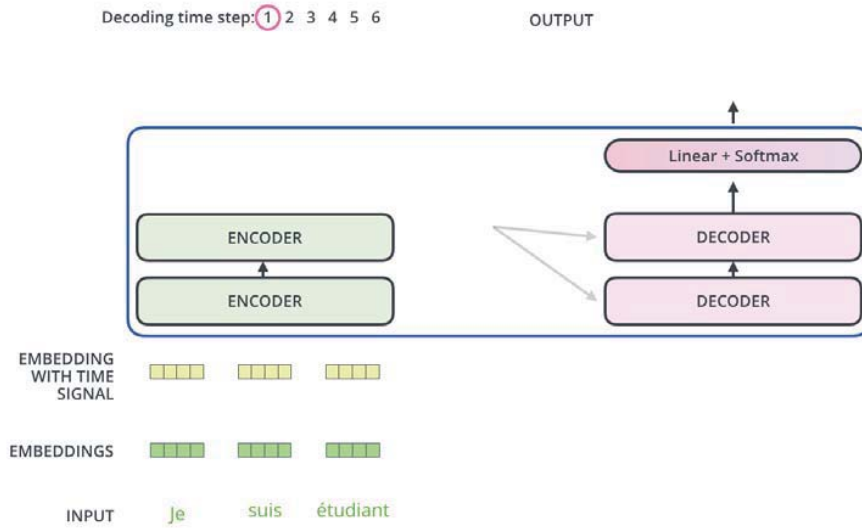 Decoding time step: 1 2 3 4 5 6
OUTPUT
Linear + Softmax
ENCODER
DECODER
ENCODER
DECODER
EMBEDDING
WITH TIME
SIGNAL
EMBEDDINGS
INPUT
Je suis étudiant